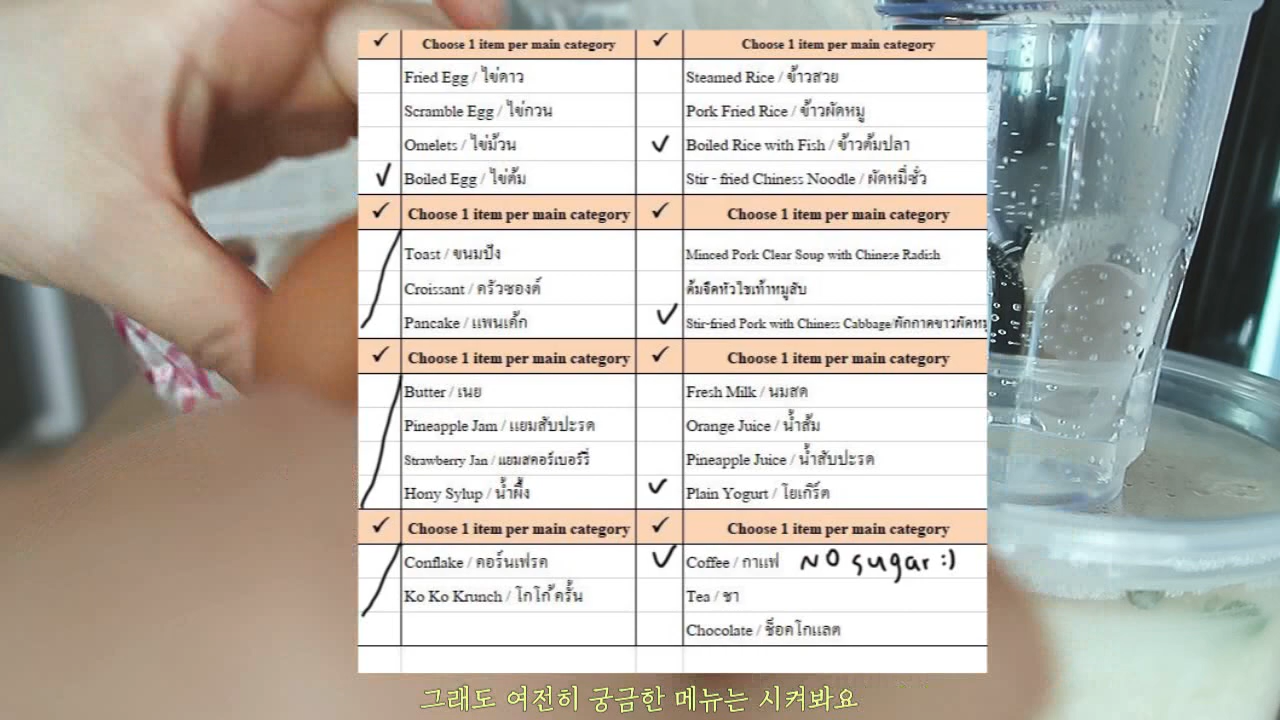 ✓ Choose 1 item per main category ✓ Choose 1 item per main category
Fried Egg / ไข่ดาว Steamed Rice / ข้าวสวย
Scramble Egg / ไข่กวน Pork Fried Rice / ข้าวผัดหมู
Omelets / ไข่ม้วน ✓ Boiled Rice with Fish / ข้าวต้มปลา
✓ Boiled Egg / ไข่ต้ม Stir - fried Chiness Noodle / ผัดหมี่ซั่ว
✓ Choose 1 item per main category ✓ Choose 1 item per main category
Toast / ขนมปัง Minced Pork Clear Soup with Chinese Radish
Croissant / ครัวซองต์ ต้มจืดหัวไชเท้าหมูสับ
Pancake / แพนเค้ก ✓ Stir-fried Pork with Chiness Cabbage/ผักกาดขาวผัดหมู
✓ Choose 1 item per main category ✓ Choose 1 item per main category
Butter / เนย Fresh Milk / นมสด
Pineapple Jam / แยมสับปะรด Orange Juice / น้ำส้ม
Strawberry Jan / แยมสตอร์เบอร์รี่ Pineapple Juice / น้ำสับปะรด
Hony Sylup / น้ำผึ้ง ✓ Plain Yogurt / โยเกิร์ต
✓ Choose 1 item per main category ✓ Choose 1 item per main category
Conflake / คอร์นเฟรค ✓ Coffee / กาแฟ NO sugar :)
Ko Ko Krunch / โกโก้ ครั้น Tea / ชา
Chocolate / ช็อคโกแลต
그래도 여전히 궁금한 메뉴는 시켜봐요